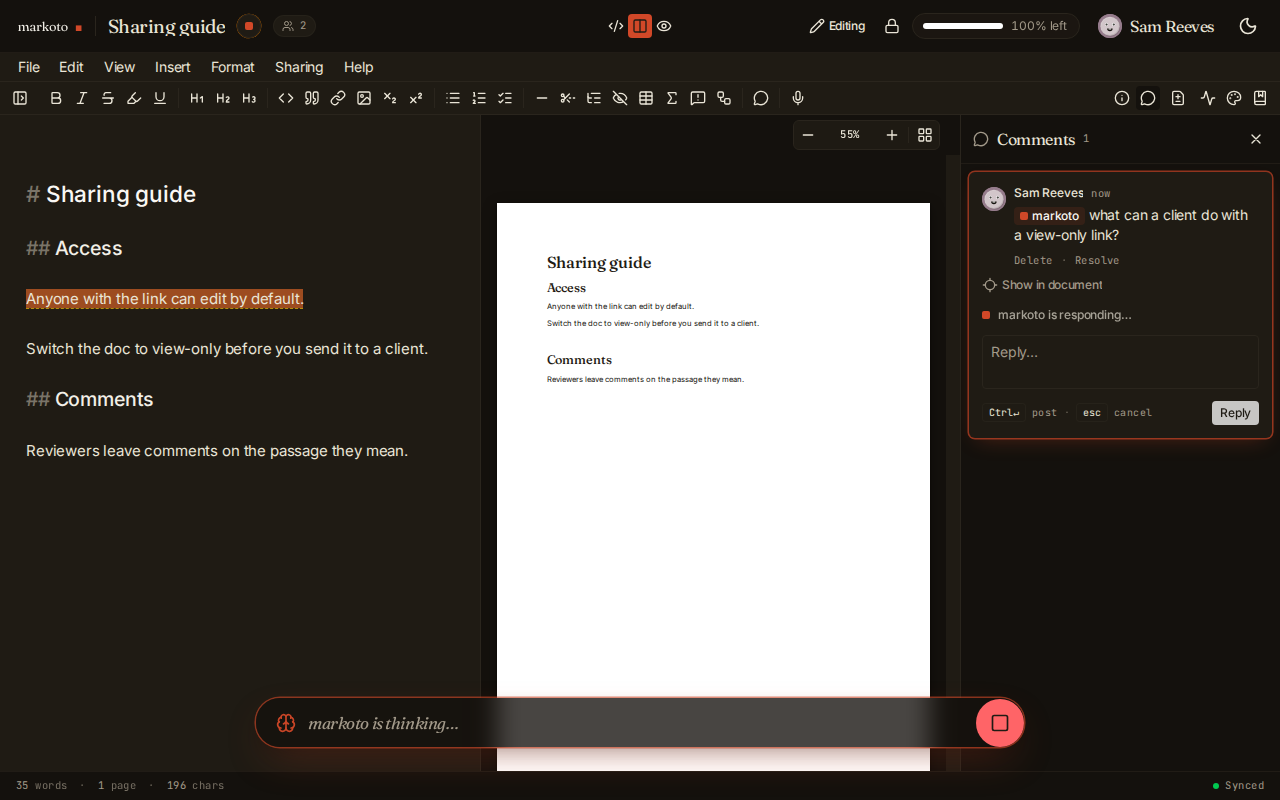 markoto
Sharing guide
2
Editing
100% left
Sam Reeves
File Edit View Insert Format Sharing Help
B I S U H1 H2 H3 X2 X2
55%
Comments 1
# Sharing guide
## Access
Anyone with the link can edit by default.
Switch the doc to view-only before you send it to a client.
## Comments
Reviewers leave comments on the passage they mean.
Sharing guide
Access
Anyone with the link can edit by default.
Switch the doc to view-only before you send it to a client.
Comments
Reviewers leave comments on the passage they mean.
Sam Reeves now
markoto what can a client do with
a view-only link?
Delete · Resolve
Show in document
markoto is responding...
Reply...
Ctrl↵ post · esc cancel
Reply
markoto is thinking...
35 words · 1 page · 196 chars
Synced